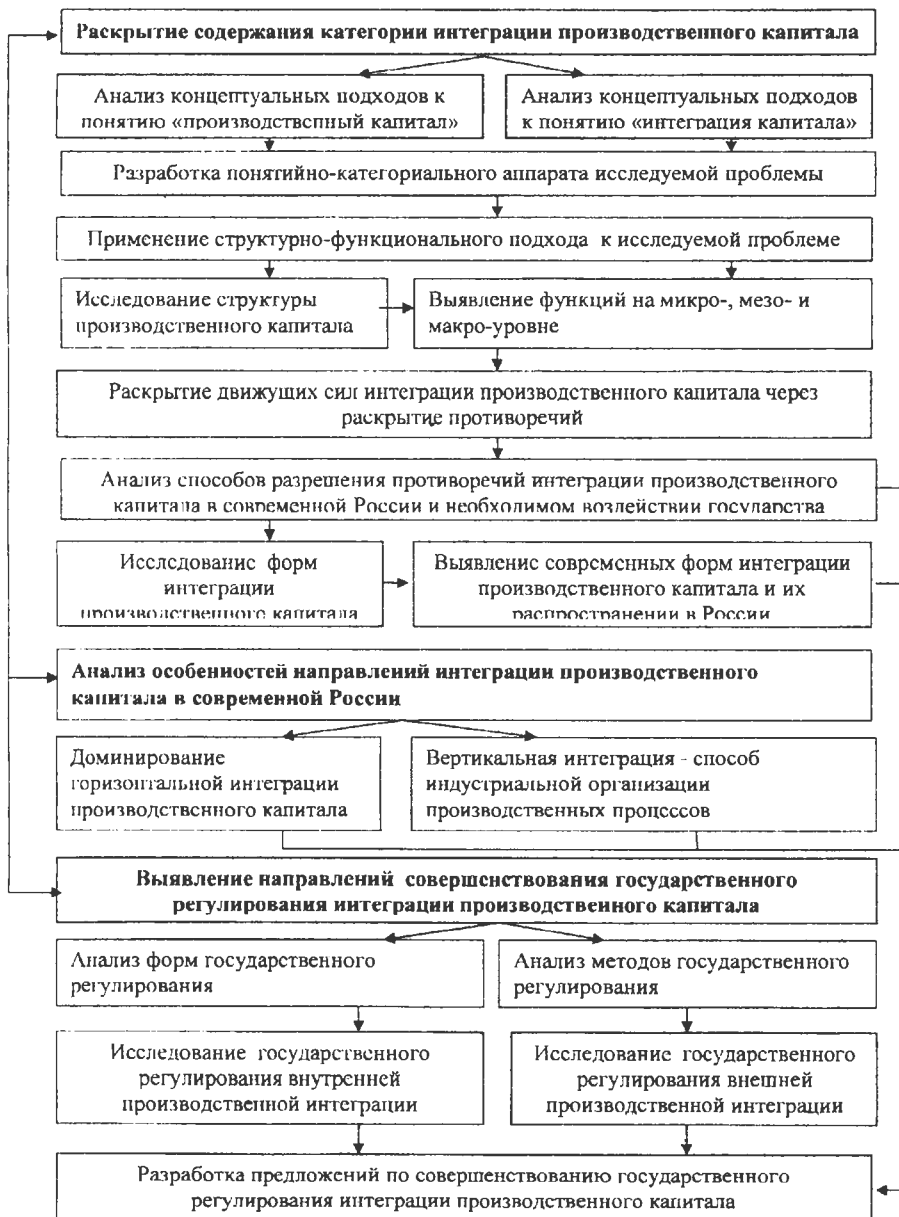 Раскрытие содержания категории интеграции производственного капитала
Анализ концептуальных подходов к
понятию «производственный капитал»
Анализ концептуальных подходов
к понятию «интеграция капитала»
Разработка понятийно-категориального аппарата исследуемой проблемы
Применение структурно-функционального подхода к исследуемой проблеме
Исследование структуры
производственного капитала
Выявление функций на микро-, мезо- и
макро-уровне
Раскрытие движущих сил интеграции производственного капитала через
раскрытие противоречий
Анализ способов разрешения противоречий интеграции производственного
капитала в современной России и необходимом воздействии государства
Исследование форм
интеграции
производственного капитала
Выявление современных форм интеграции
производственного капитала и их
распространении в России
Анализ особенностей направлений интеграции производственного
капитала в современной России
Доминирование
горизонтальной интеграции
производственного капитала
Вертикальная интеграция - способ
индустриальной организации
производственных процессов
Выявление направлений совершенствования государственного
регулирования интеграции производственного капитала
Анализ форм государственного
регулирования
Анализ методов государственного
регулирования
Исследование государственного
регулирования внутренней
производственной интеграции
Исследование государственного
регулирования внешней
производственной интеграции
Разработка предложений по совершенствованию государственного
регулирования интеграции производственного капитала